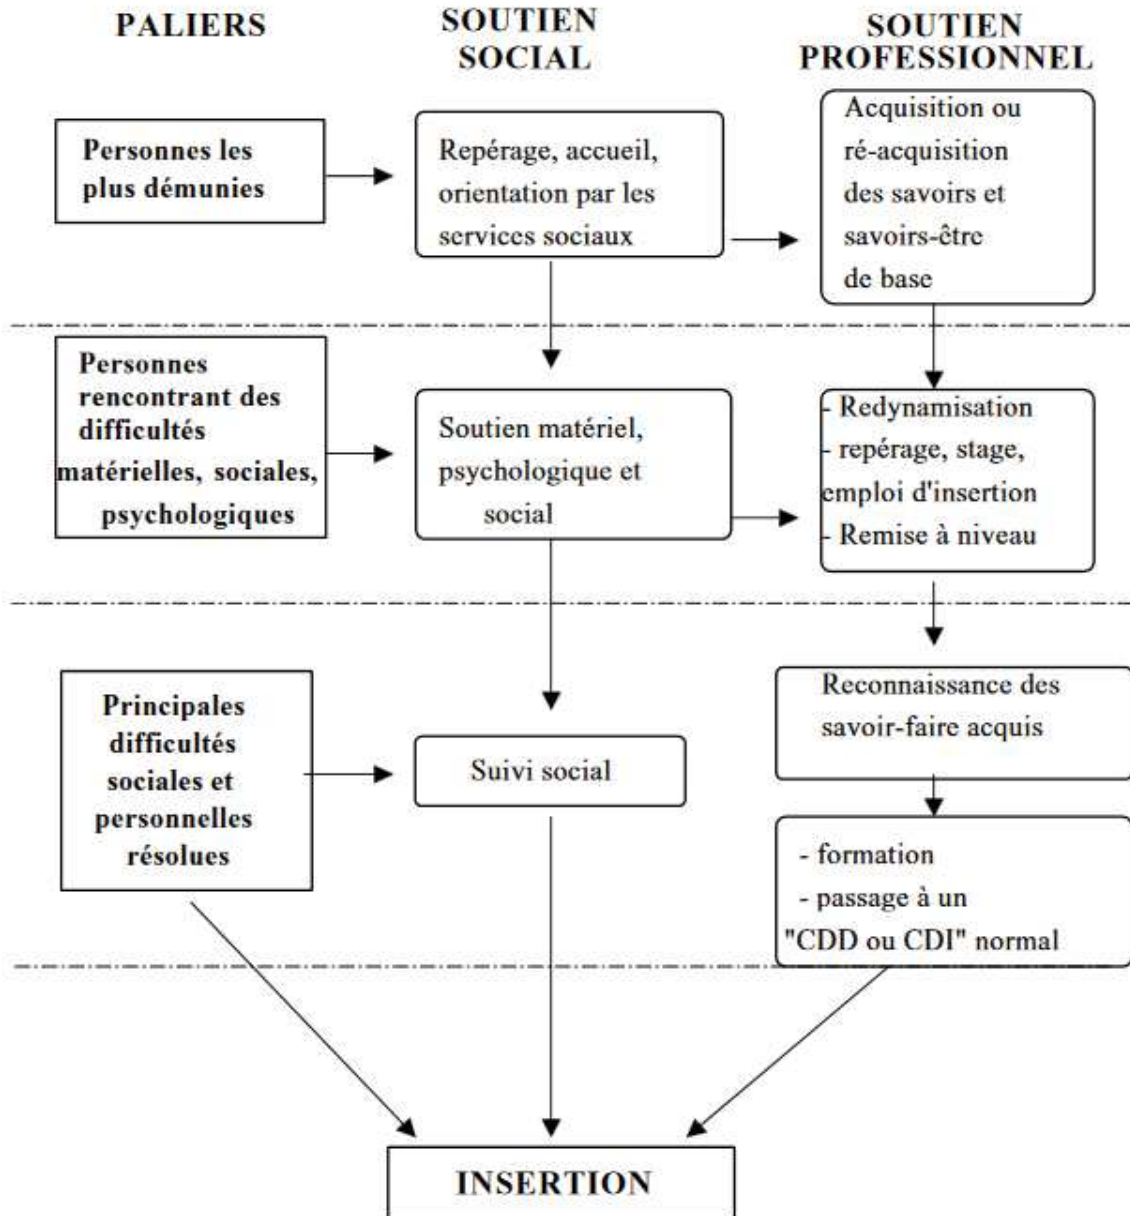 PALIERS
SOUTIEN
SOCIAL
SOUTIEN
PROFESSIONNEL
Personnes les
plus démunies
Repérage, accueil,
orientation par les
services sociaux
Acquisition ou
ré-acquisition
des savoirs et
savoirs-être
de base
Personnes
rencontrant des
difficultés
matérielles, sociales,
psychologiques
Soutien matériel,
psychologique et
social
- Redynamisation
- repérage, stage,
emploi d'insertion
- Remise à niveau
Principales
difficultés
sociales et
personnelles
résolues
Suivi social
Reconnaissance des
savoir-faire acquis
- formation
- passage à un
"CDD ou CDI" normal
INSERTION